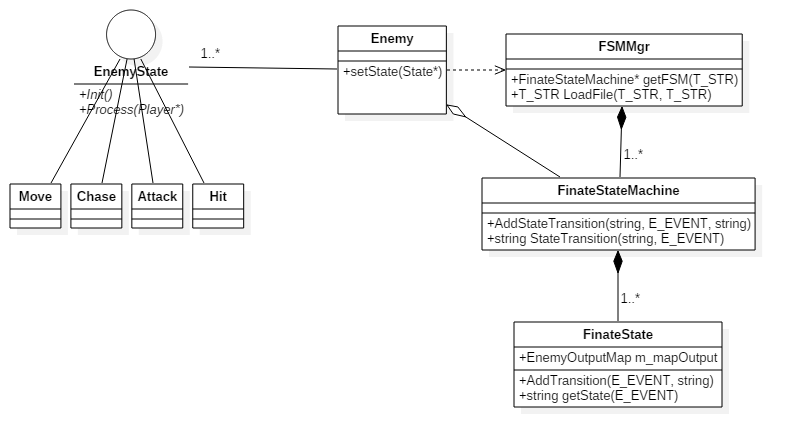 EnemyState
+Init()
+Process(Player*)
1..*
Enemy
+setState(State*)
FSMMgr
+FinateStateMachine* getFSM(T_STR)
+T_STR LoadFile(T_STR, T_STR)
1..*
Move
Chase
Attack
Hit
FinateStateMachine
+AddStateTransition(string, E_EVENT, string)
+string StateTransition(string, E_EVENT)
1..*
FinateState
+EnemyOutputMap m_mapOutput
+AddTransition(E_EVENT, string)
+string getState(E_EVENT)